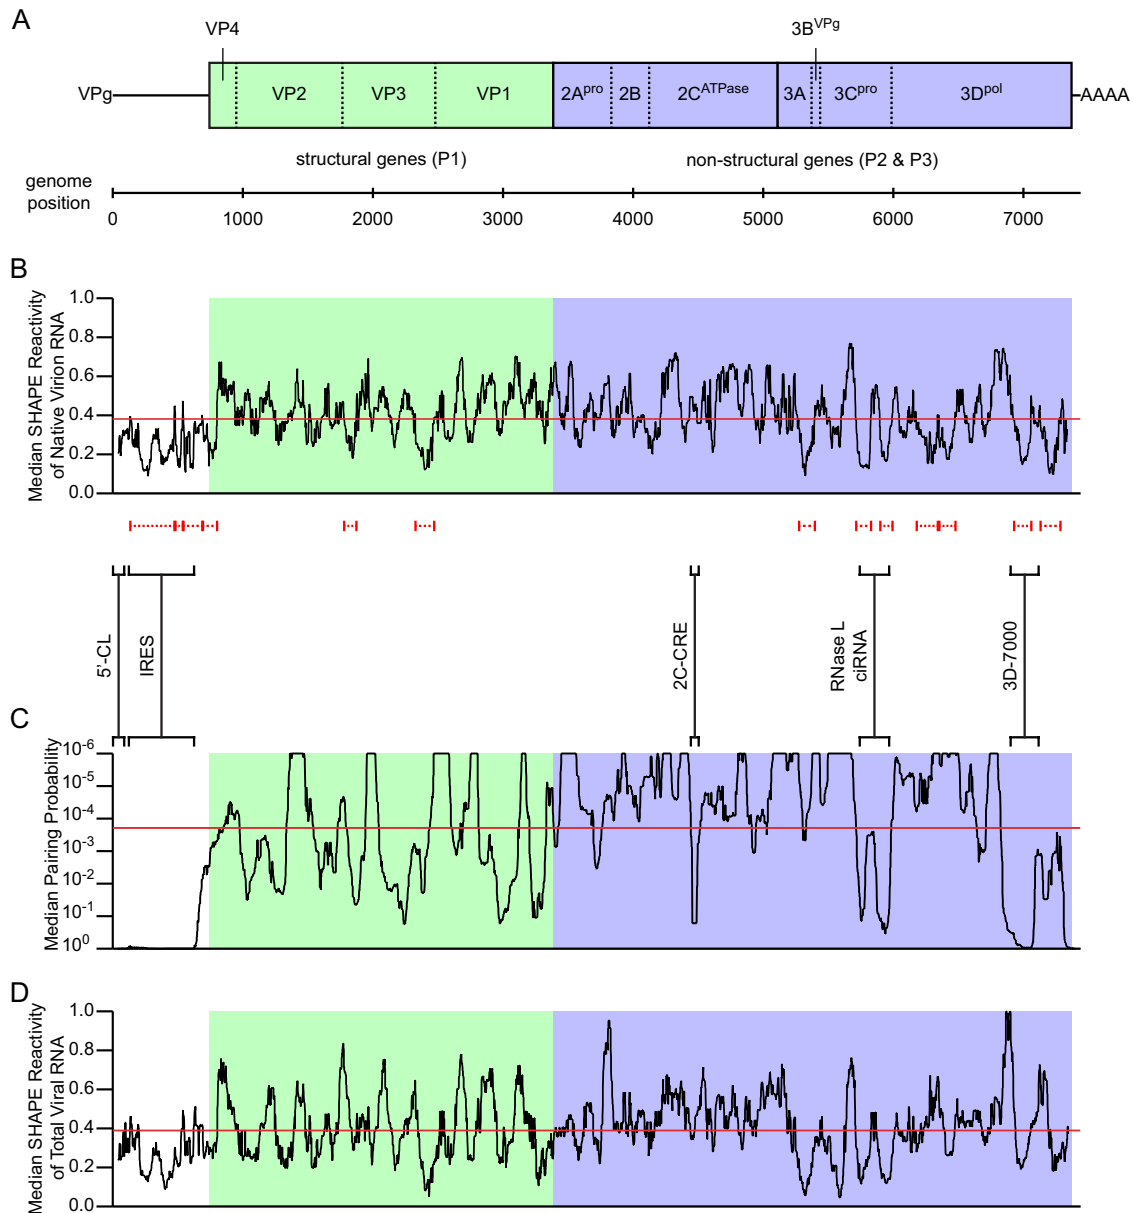 A
VP4
3B^VPg
VPg
VP2
VP3
VP1
2A^pro
2B
2C^ATPase
3A
3C^pro
3D^pol
AAAA
structural genes (P1)
non-structural genes (P2 & P3)
genome
position
0
1000
2000
3000
4000
5000
6000
7000
B
Median SHAPE Reactivity
of Native Virion RNA
1.0
0.8
0.6
0.4
0.2
0.0
5'-CL
IRES
2C-CRE
RNase L
ciRNA
3D-7000
C
Median Pairing Probability
10^-6
10^-5
10^-4
10^-3
10^-2
10^-1
10^0
D
Median SHAPE Reactivity
of Total Viral RNA
1.0
0.8
0.6
0.4
0.2
0.0